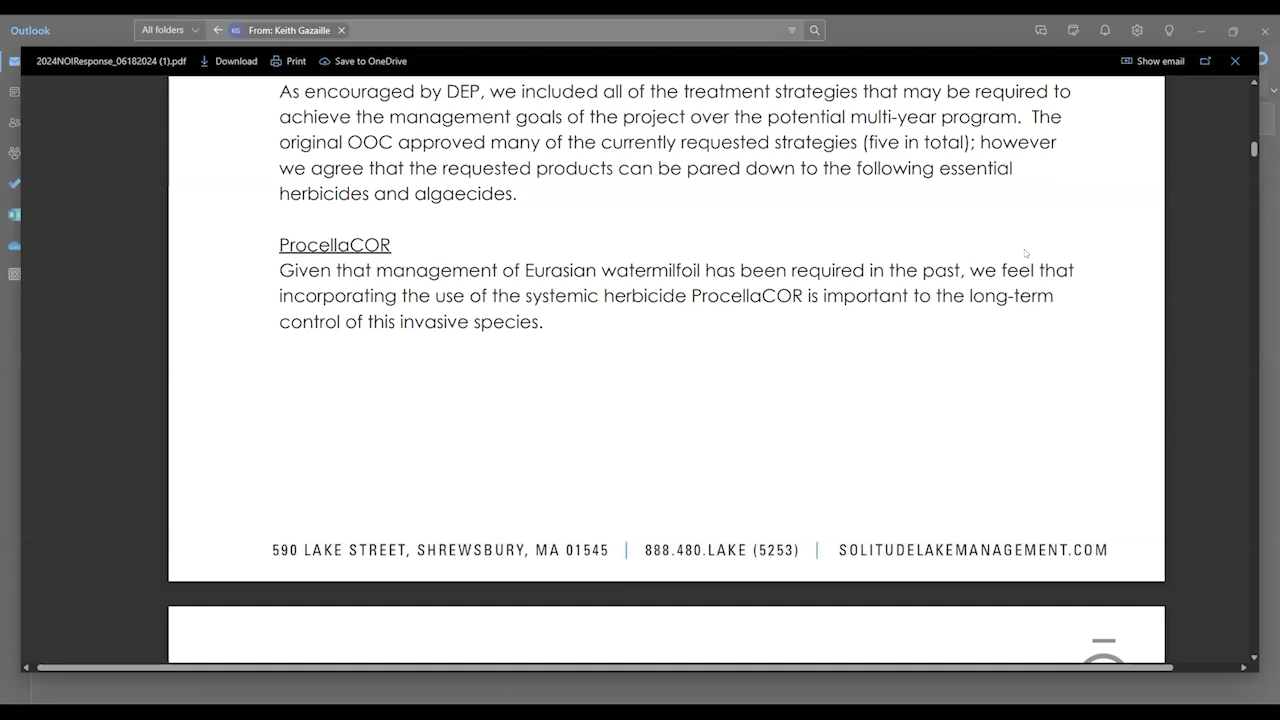 Outlook
All folders
KG From: Keith Gazaille
2024NOIResponse_06182024 (1).pdf
Download
Print
Save to OneDrive
Show email
As encouraged by DEP, we included all of the treatment strategies that may be required to
achieve the management goals of the project over the potential multi-year program. The
original OOC approved many of the currently requested strategies (five in total); however
we agree that the requested products can be pared down to the following essential
herbicides and algaecides.
ProcellaCOR
Given that management of Eurasian watermilfoil has been required in the past, we feel that
incorporating the use of the systemic herbicide ProcellaCOR is important to the long-term
control of this invasive species.
590 LAKE STREET, SHREWSBURY, MA 01545 | 888.480.LAKE (5253) | SOLITUDELAKEMANAGEMENT.COM